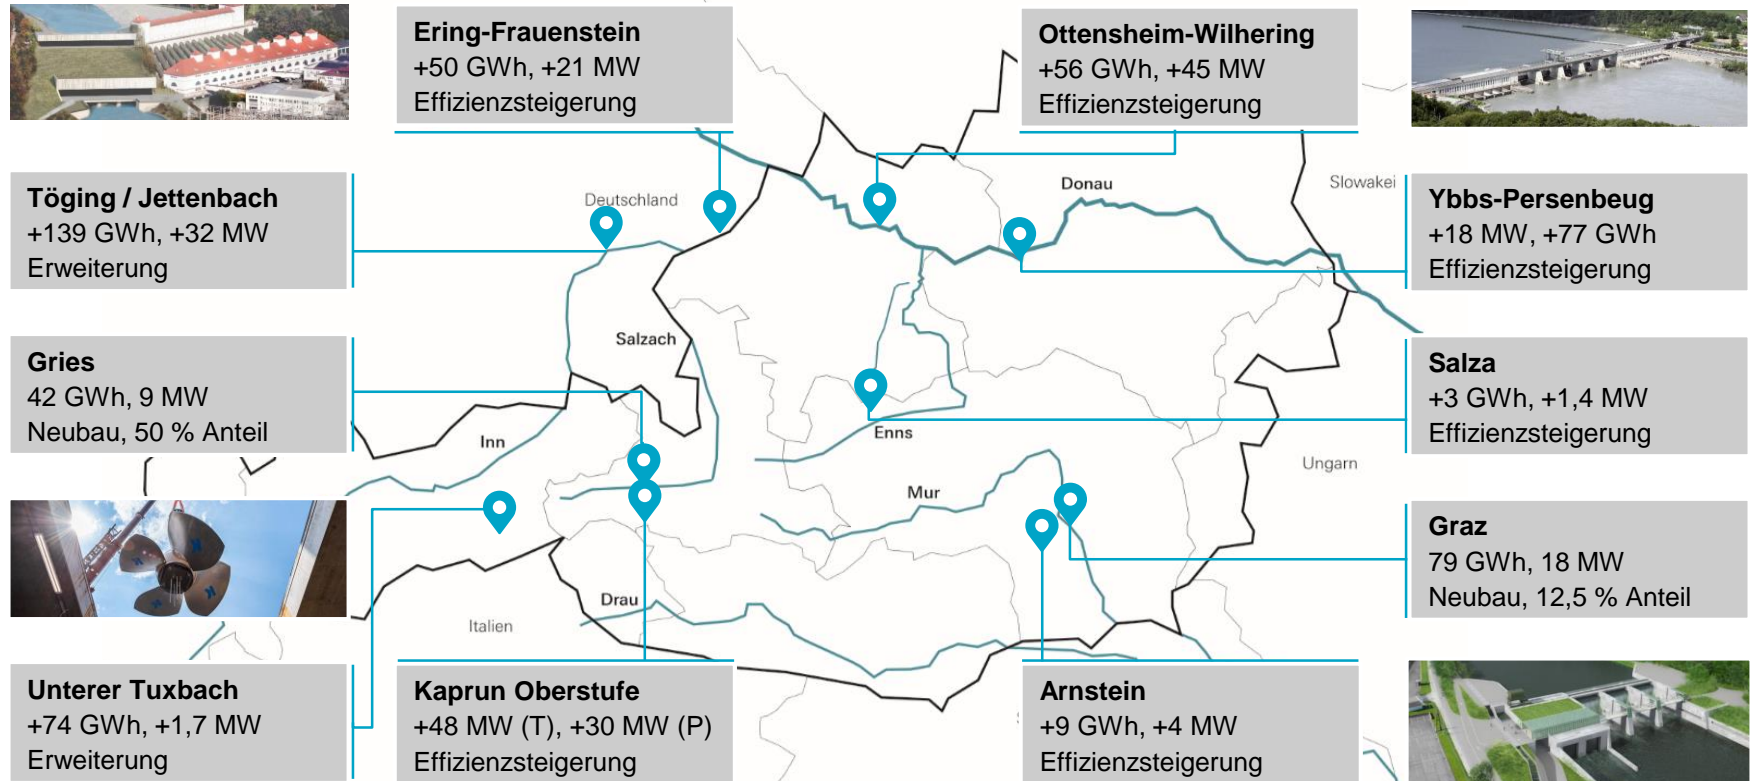 Ering-Frauenstein
+50 GWh, +21 MW
Effizienzsteigerung
Ottensheim-Wilhering
+56 GWh, +45 MW
Effizienzsteigerung
Töging / Jettenbach
+139 GWh, +32 MW
Erweiterung
Deutschland
Donau
Slowakei
Ybbs-Persenbeug
+18 MW, +77 GWh
Effizienzsteigerung
Gries
42 GWh, 9 MW
Neubau, 50 % Anteil
Salzach
Inn
Enns
Mur
Ungarn
Salza
+3 GWh, +1,4 MW
Effizienzsteigerung
Graz
79 GWh, 18 MW
Neubau, 12,5 % Anteil
Drau
Italien
Unterer Tuxbach
+74 GWh, +1,7 MW
Erweiterung
Kaprun Oberstufe
+48 MW (T), +30 MW (P)
Effizienzsteigerung
Arnstein
+9 GWh, +4 MW
Effizienzsteigerung